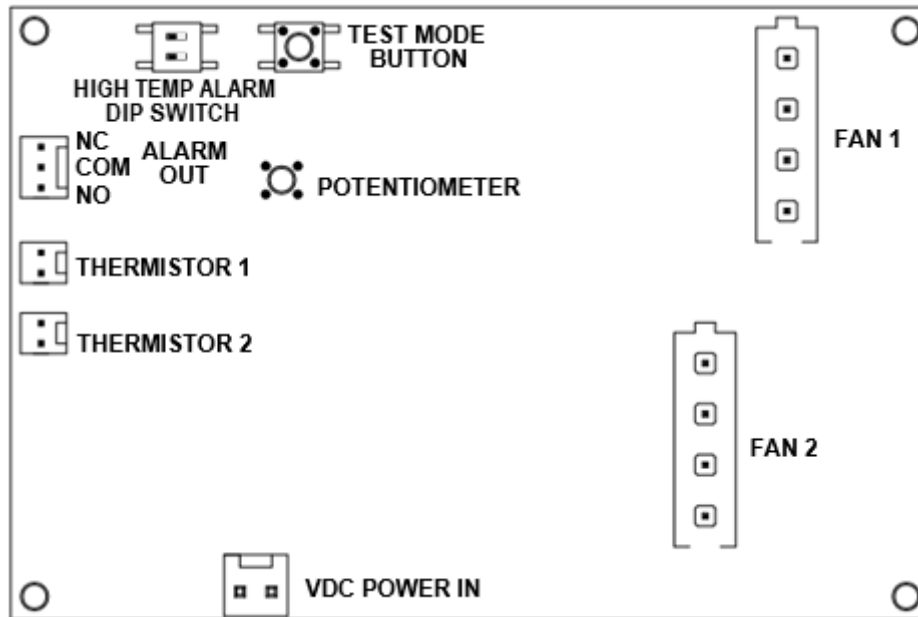 TEST MODE
BUTTON
HIGH TEMP ALARM
DIP SWITCH
FAN 1
NC
COM
NO
ALARM
OUT
POTENTIOMETER
THERMISTOR 1
THERMISTOR 2
FAN 2
VDC POWER IN